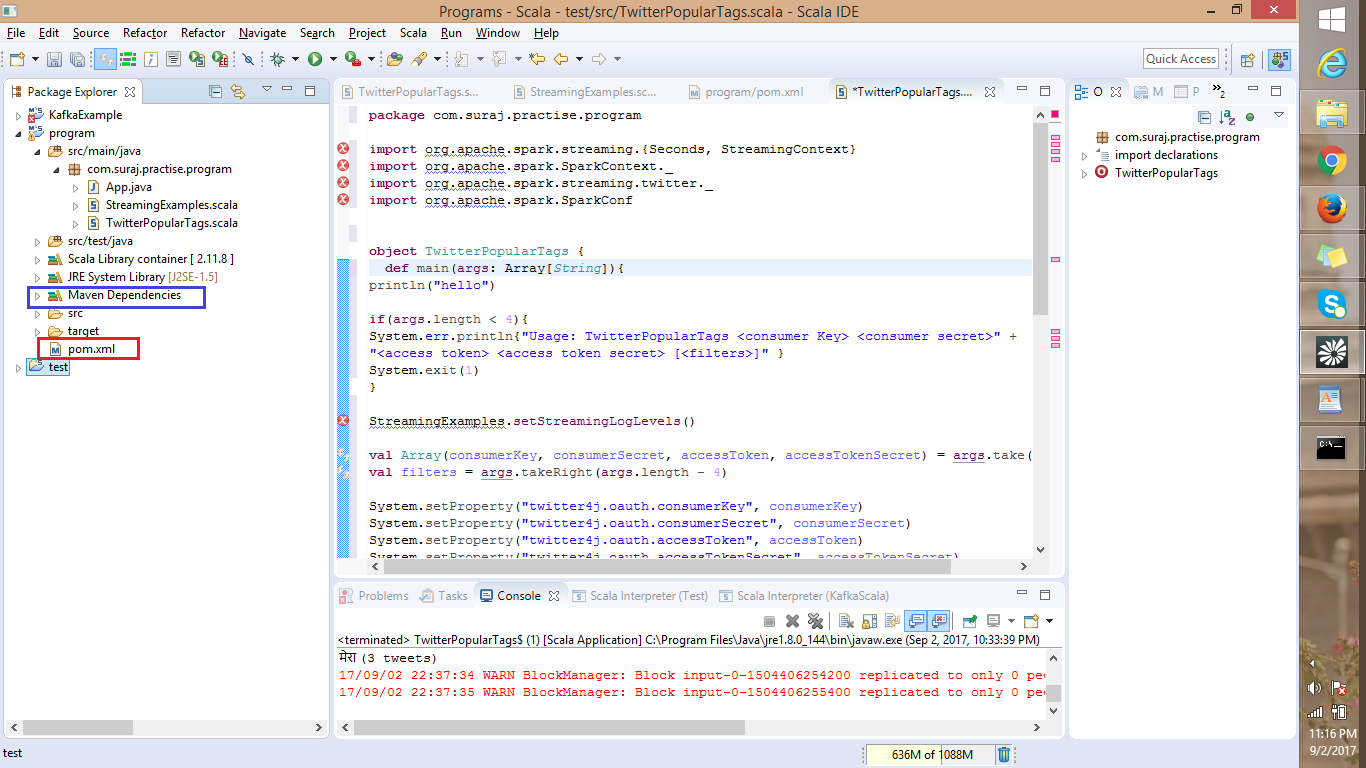 Programs - Scala - test/src/TwitterPopularTags.scala - Scala IDE
File Edit Source Refactor Refactor Navigate Search Project Scala Run Window Help
Quick Access
Package Explorer
KafkaExample
program
src/main/java
com.suraj.practise.program
App.java
StreamingExamples.scala
TwitterPopularTags.scala
src/test/java
Scala Library container [ 2.11.8 ]
JRE System Library [J2SE-1.5]
Maven Dependencies
src
target
pom.xml
test
TwitterPopularTags.s... StreamingExamples.sc... program/pom.xml *TwitterPopularTags....
package com.suraj.practise.program
import org.apache.spark.streaming.{Seconds, StreamingContext}
import org.apache.spark.SparkContext._
import org.apache.spark.streaming.twitter._
import org.apache.spark.SparkConf
object TwitterPopularTags {
def main(args: Array[String]){
println("hello")
if(args.length < 4){
System.err.println{"Usage: TwitterPopularTags <consumer Key> <consumer secret>" +
"<access token> <access token secret> [<filters>]" }
System.exit(1)
}
StreamingExamples.setStreamingLogLevels()
val Array(consumerKey, consumerSecret, accessToken, accessTokenSecret) = args.take(
val filters = args.takeRight(args.length - 4)
System.setProperty("twitter4j.oauth.consumerKey", consumerKey)
System.setProperty("twitter4j.oauth.consumerSecret", consumerSecret)
System.setProperty("twitter4j.oauth.accessToken", accessToken)
System.setProperty("twitter4j.oauth.accessTokenSecret", accessTokenSecret)
O M P »2
com.suraj.practise.program
import declarations
TwitterPopularTags
Problems Tasks Console Scala Interpreter (Test) Scala Interpreter (KafkaScala)
<terminated> TwitterPopularTags$ (1) [Scala Application] C:\Program Files\Java\jre1.8.0_144\bin\javaw.exe (Sep 2, 2017, 10:33:39 PM)
मेरा (3 tweets)
17/09/02 22:37:34 WARN BlockManager: Block input-0-1504406254200 replicated to only 0 pe
17/09/02 22:37:35 WARN BlockManager: Block input-0-1504406255400 replicated to only 0 pe
test
636M of 1088M
11:16 PM
9/2/2017